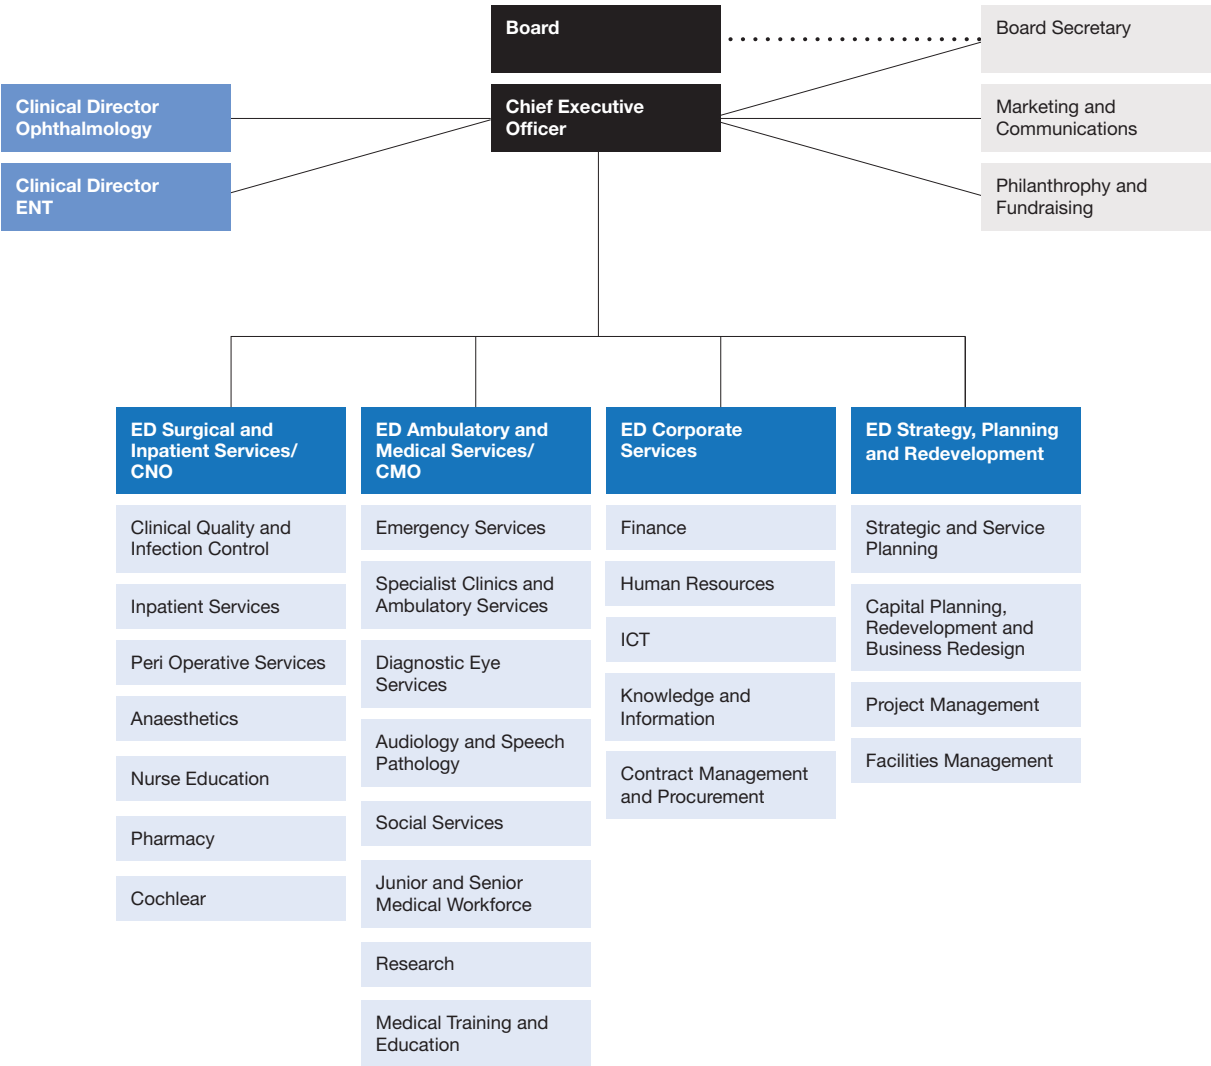 Board
Board Secretary
Clinical Director
Ophthalmology
Chief Executive
Officer
Marketing and
Communications
Clinical Director
ENT
Philanthrophy and
Fundraising
ED Surgical and
Inpatient Services/
CNO
Clinical Quality and
Infection Control
Inpatient Services
Peri Operative Services
Anaesthetics
Nurse Education
Pharmacy
Cochlear
ED Ambulatory and
Medical Services/
CMO
Emergency Services
Specialist Clinics and
Ambulatory Services
Diagnostic Eye
Services
Audiology and Speech
Pathology
Social Services
Junior and Senior
Medical Workforce
Research
Medical Training and
Education
ED Corporate
Services
Finance
Human Resources
ICT
Knowledge and
Information
Contract Management
and Procurement
ED Strategy, Planning
and Redevelopment
Strategic and Service
Planning
Capital Planning,
Redevelopment and
Business Redesign
Project Management
Facilities Management